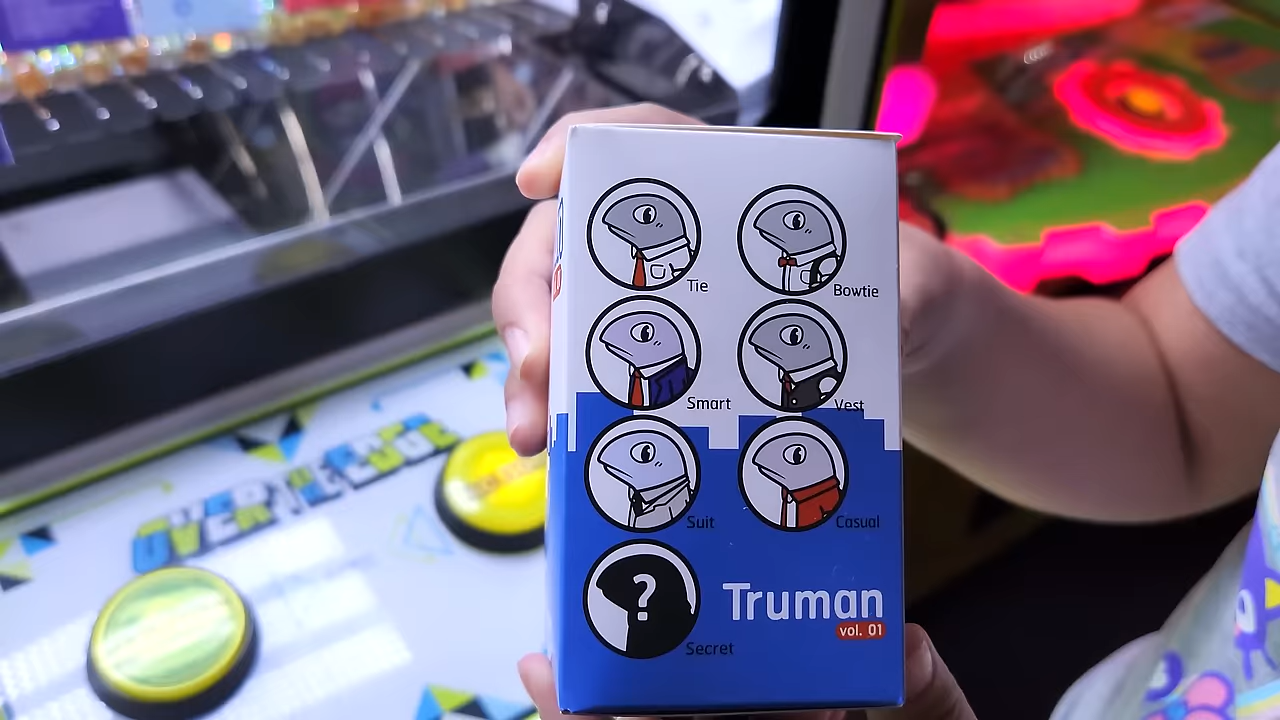 Tie
Bowtie
Smart
Vest
Suit
Casual
?
Secret
Truman
vol. 01